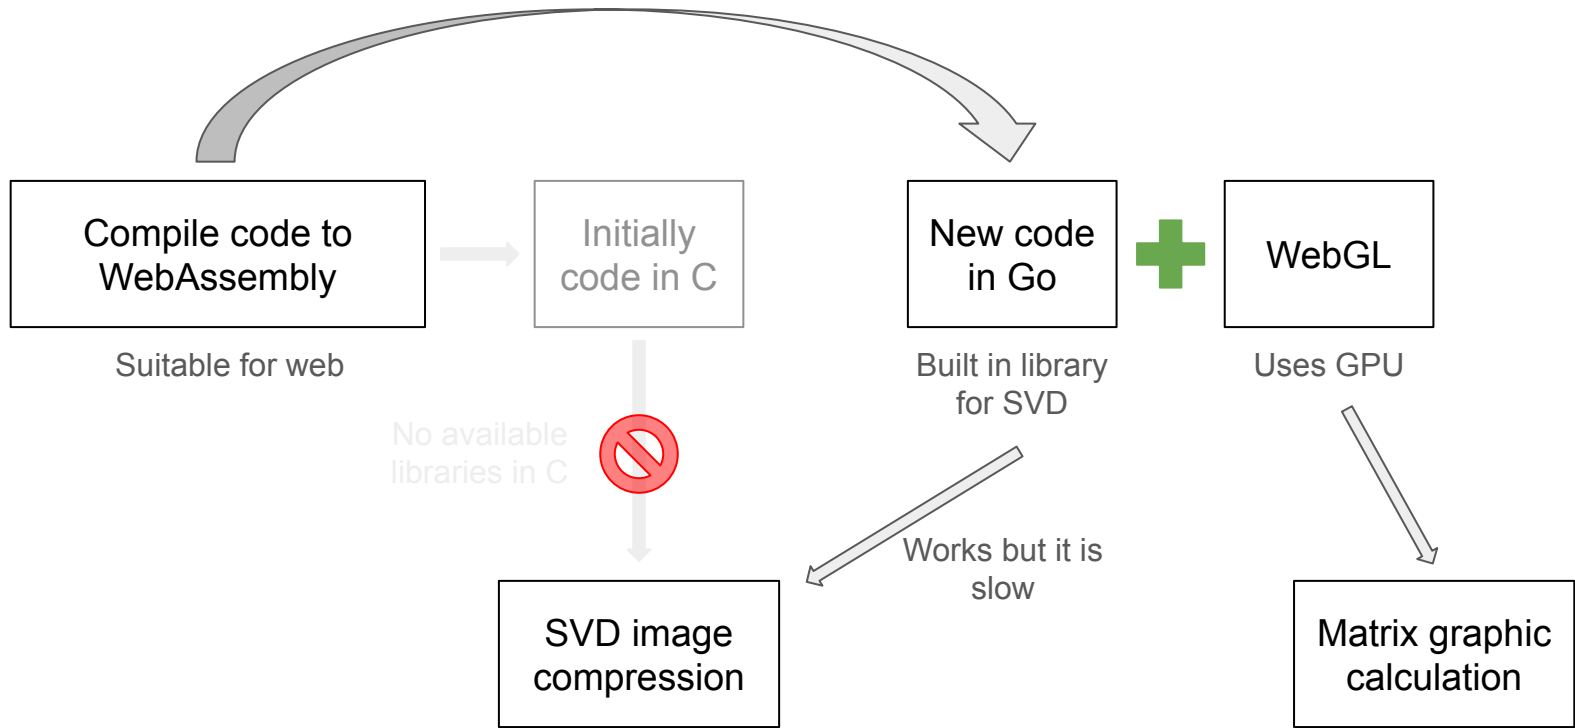 Compile code to
WebAssembly
Initially
code in C
New code
in Go
WebGL
Suitable for web
Built in library
for SVD
Uses GPU
No available
libraries in C
Works but it is
slow
SVD image
compression
Matrix graphic
calculation